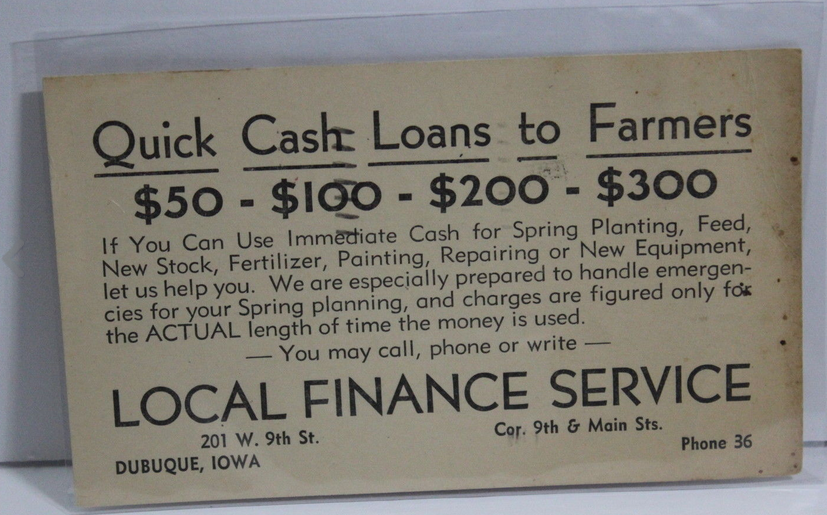 Quick Cash Loans to Farmers
$50 - $100 - $200 - $300
If You Can Use Immediate Cash for Spring Planting, Feed,
New Stock, Fertilizer, Painting, Repairing or New Equipment,
let us help you. We are especially prepared to handle emergen-
cies for your Spring planning, and charges are figured only for
the ACTUAL length of time the money is used.
— You may call, phone or write —
LOCAL FINANCE SERVICE
201 W. 9th St. Cor. 9th & Main Sts.
DUBUQUE, IOWA Phone 36